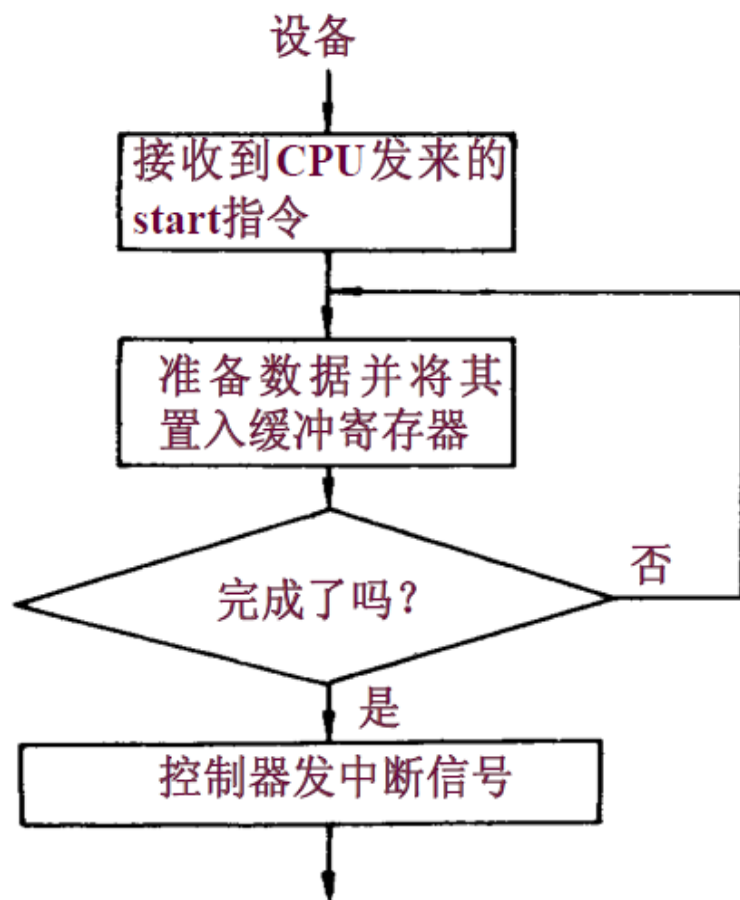 设备
接收到CPU发来的
start指令
准备数据并将其
置入缓冲寄存器
完成了吗？
否
是
控制器发中断信号